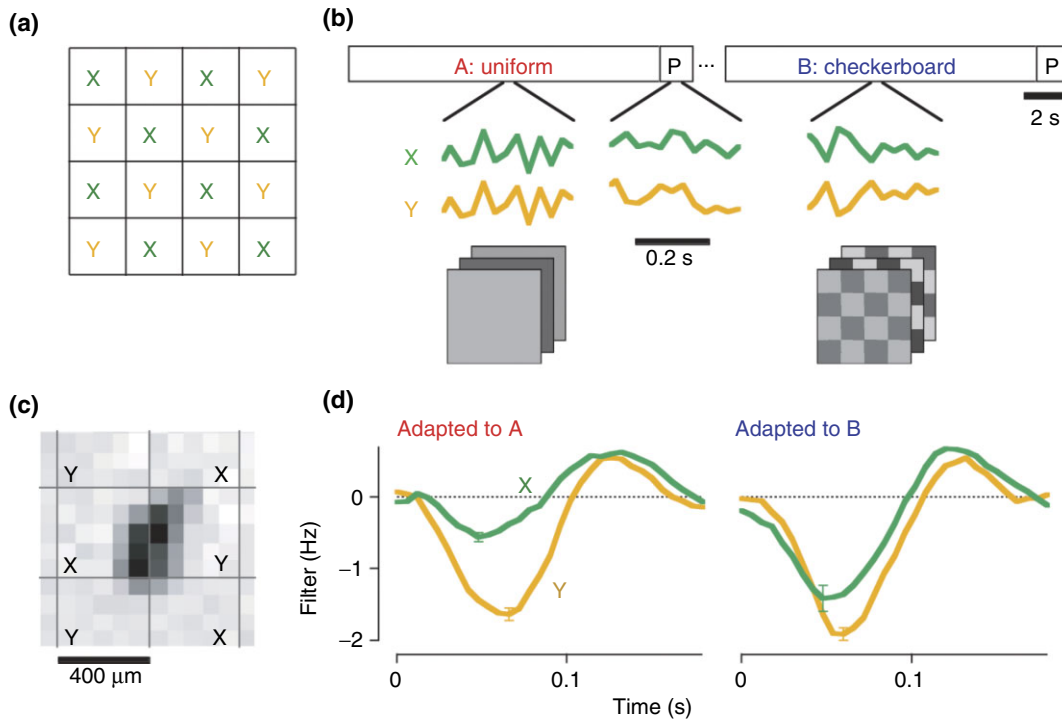 (a)
X Y X Y
Y X Y X
X Y X Y
Y X Y X
(b)
A: uniform P ... B: checkerboard P
2 s
X
Y
0.2 s
(c)
Y X
X Y
Y X
400 μm
(d)
Adapted to A Adapted to B
Filter (Hz)
0
−1
−2
X
Y
0 0.1 0 0.1
Time (s)